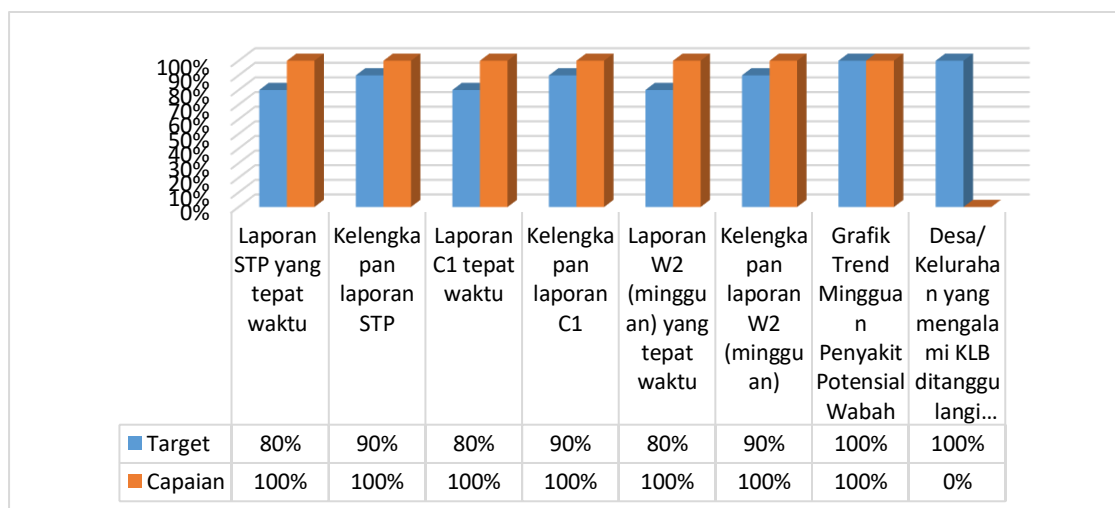 100%
90%
80%
70%
60%
50%
40%
30%
20%
10%
0%
Laporan
STP yang
tepat
waktu
Kelengka
pan
laporan
STP
Laporan
C1 tepat
waktu
Kelengka
pan
laporan
C1
Laporan
W2
(minggu
an) yang
tepat
waktu
Kelengka
pan
laporan
W2
(minggu
an)
Grafik
Trend
Minggua
n
Penyakit
Potensial
Wabah
Desa/
Keluraha
n yang
mengala
mi KLB
ditanggu
langi...
Target 80% 90% 80% 90% 80% 90% 100% 100%
Capaian 100% 100% 100% 100% 100% 100% 100% 0%